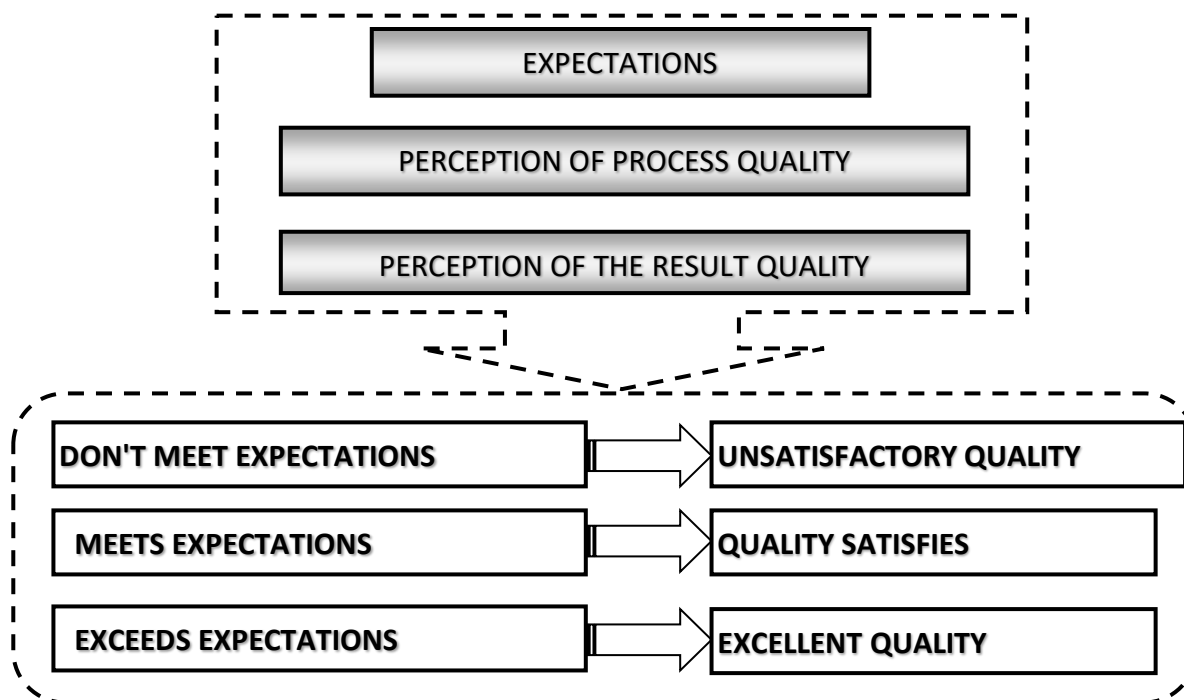 EXPECTATIONS
PERCEPTION OF PROCESS QUALITY
PERCEPTION OF THE RESULT QUALITY
DON'T MEET EXPECTATIONS
UNSATISFACTORY QUALITY
MEETS EXPECTATIONS
QUALITY SATISFIES
EXCEEDS EXPECTATIONS
EXCELLENT QUALITY